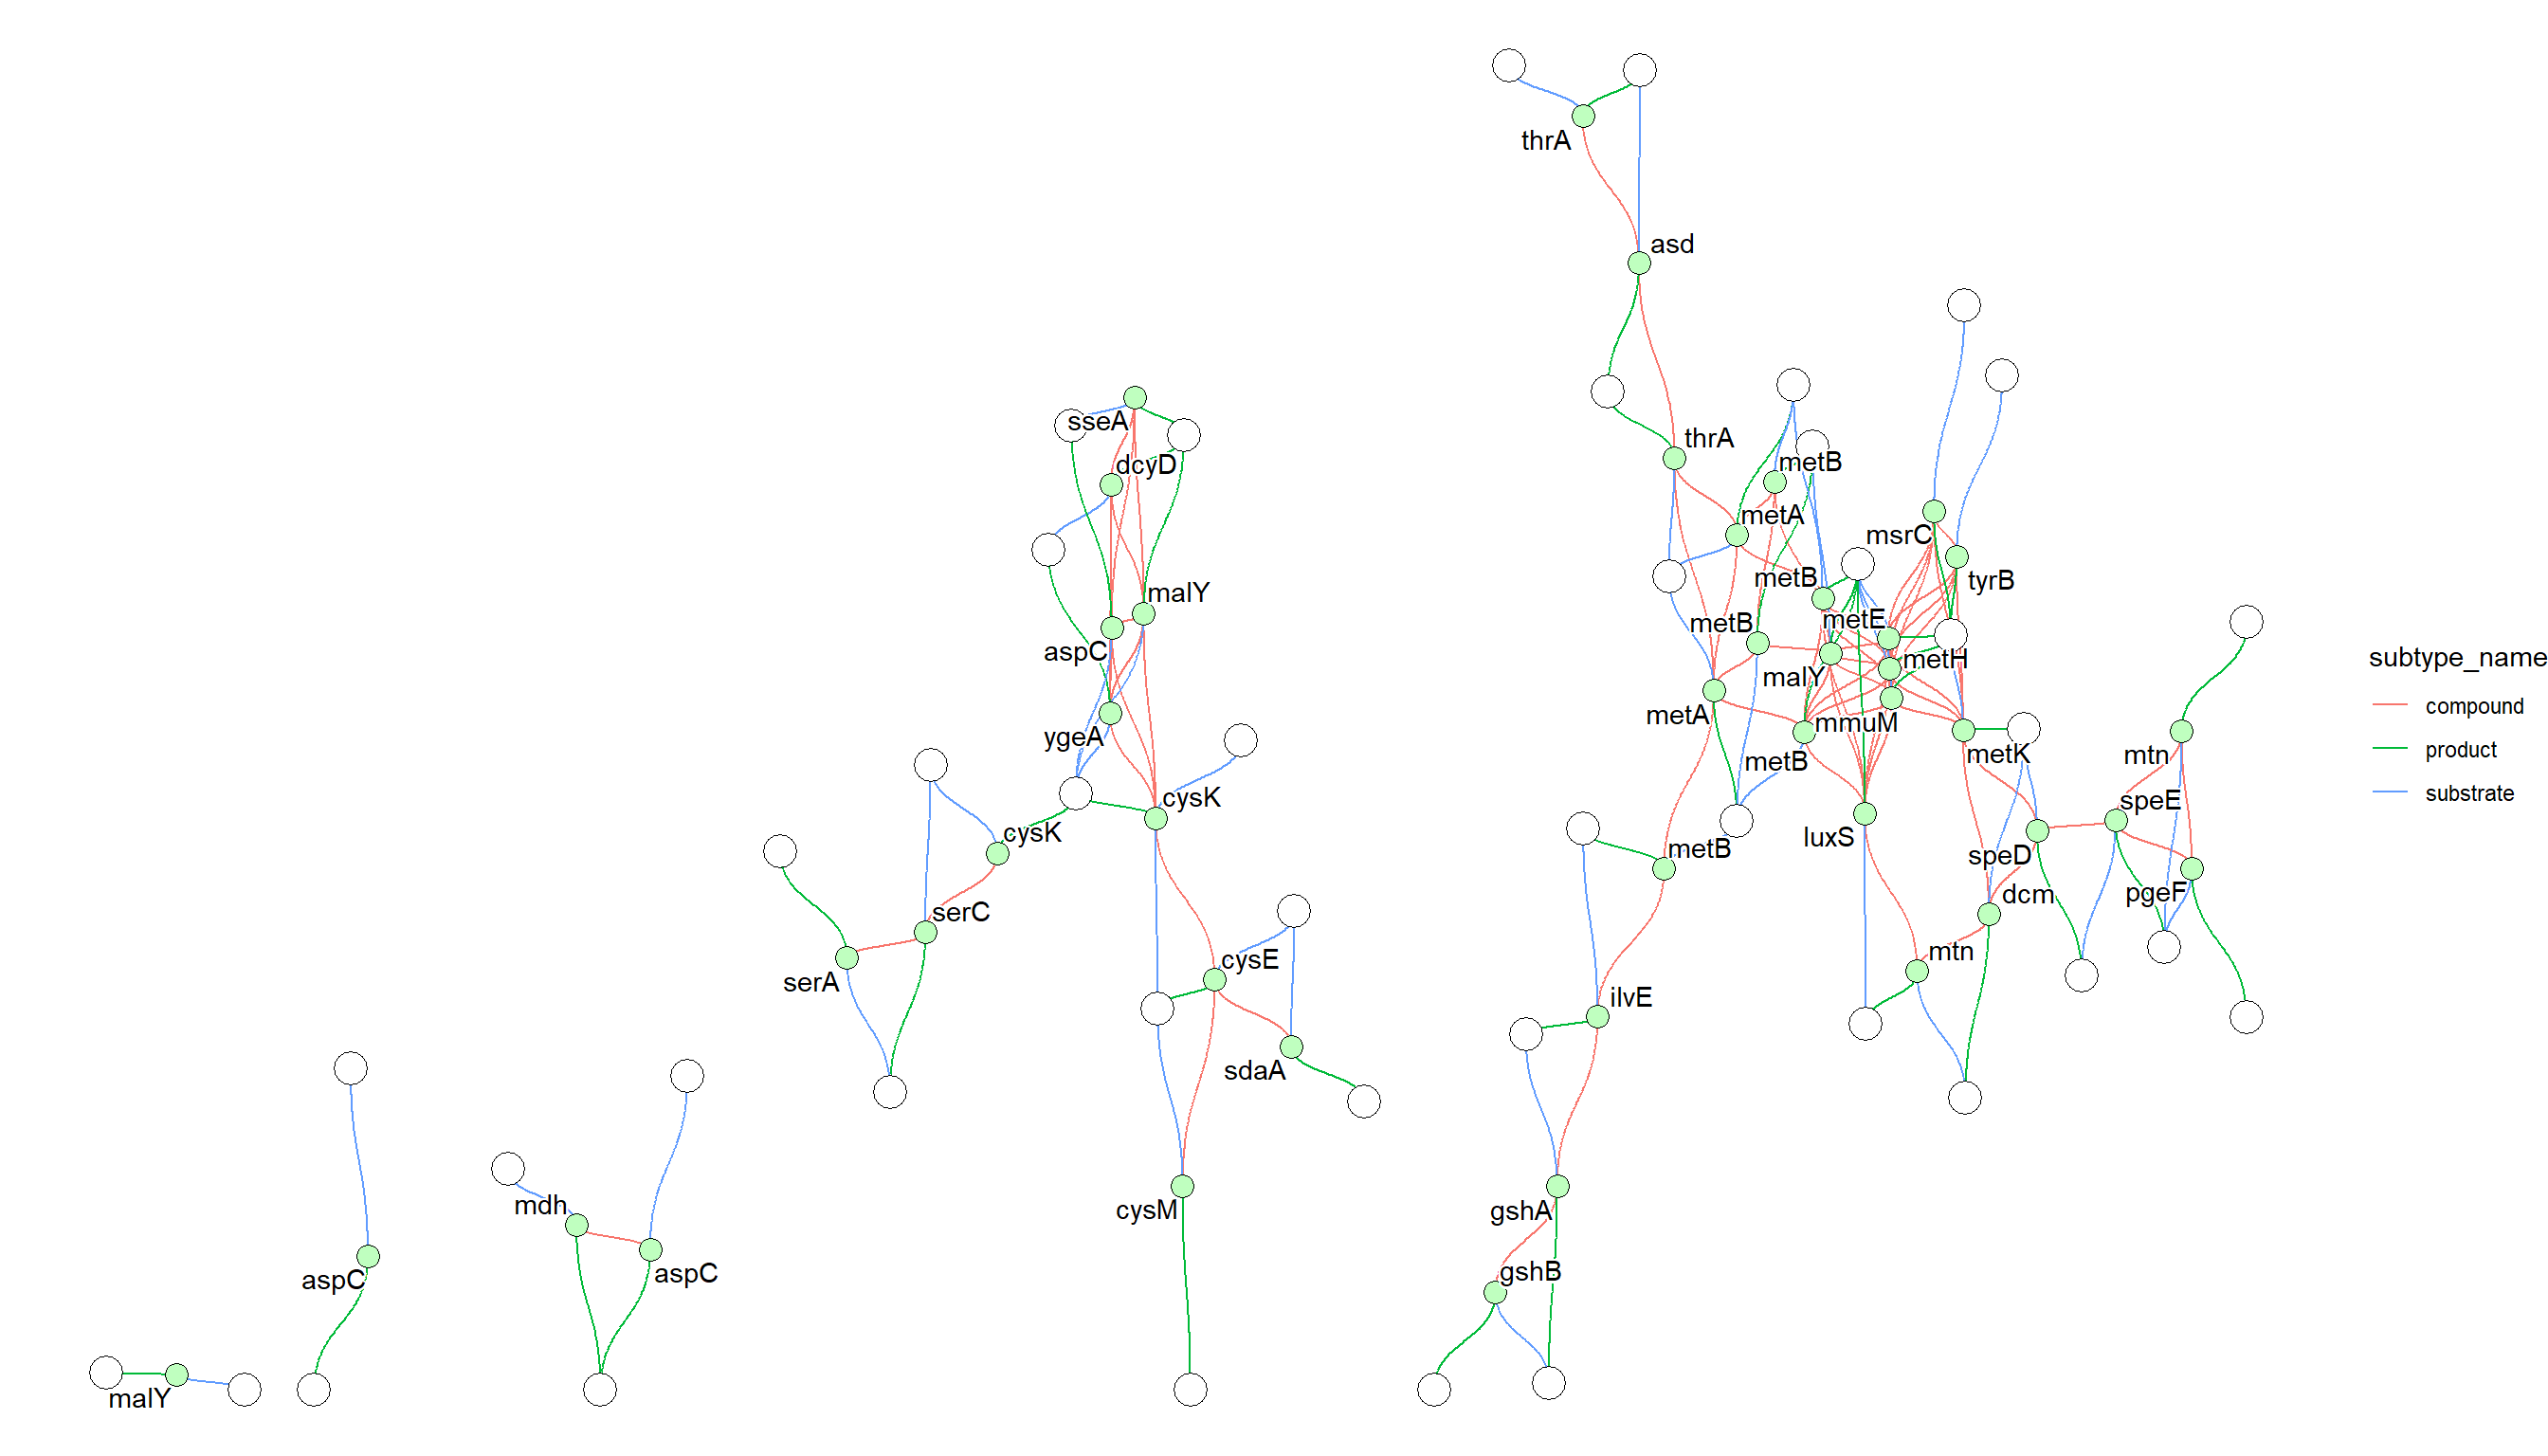 thrA
asd
sseA
thrA
metB
dcyD
metA
msrC
metB
tyrB
malY
metE
metB
aspC
metH
malY
subtype_name
compound
metA
mmuM
ygeA
product
metK
mtn
metB
substrate
cysK
speE
cysK
luxS
metB
speD
dcm
pgeF
serC
mtn
cysE
serA
ilvE
sdaA
mdh
cysM
gshA
aspC
aspC
gshB
malY